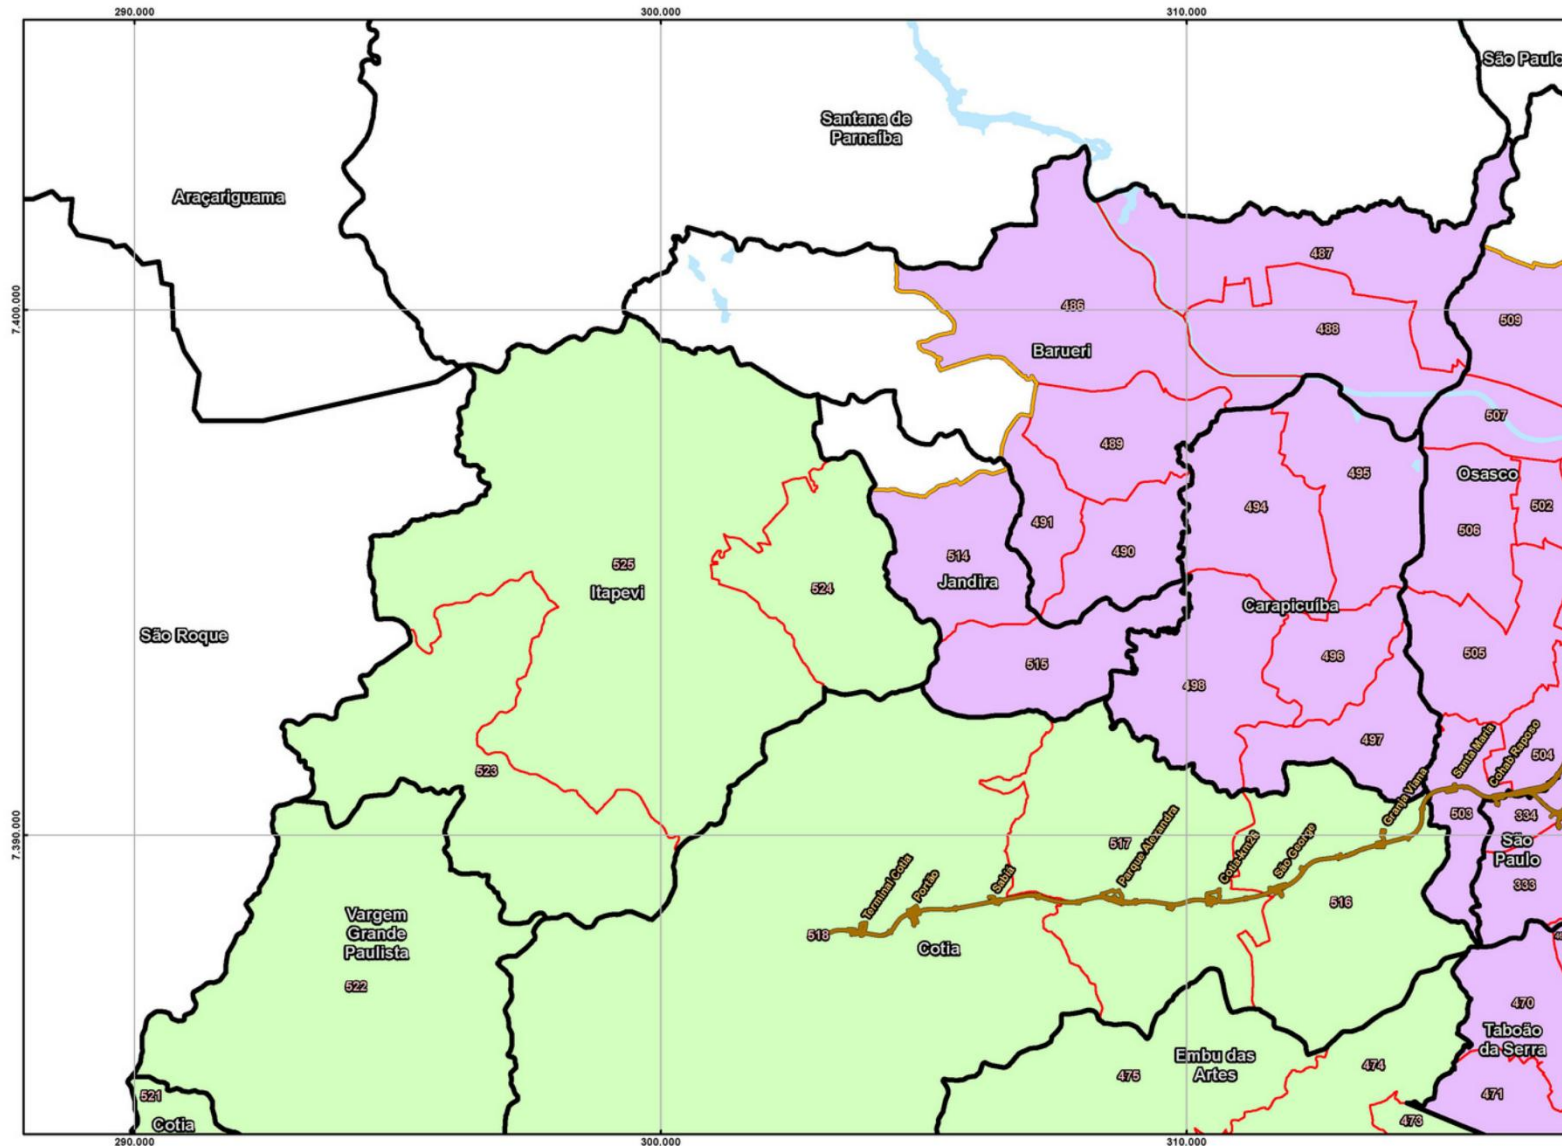 290.000
300.000
310.000
São Paulo
Santana de
Parnaíba
Araçariguama
487
7.400.000
486
488
509
Barueri
507
489
495
Osasco
494
502
491
506
490
514
525
Jandira
524
Itapevi
Carapicuíba
São Roque
505
496
515
498
Santa Maria
Cohab Raposo
497
504
523
Granja Viana
503
334
7.390.000
517
Parque Alexandra
Cotia-km26
São George
São
Paulo
Terminal Cotia
Portão
Sabiá
333
516
Vargem
Grande
Paulista
518
Cotia
522
470
Taboão
da Serra
Embu das
Artes
475
474
521
471
473
Cotia
290.000
300.000
310.000